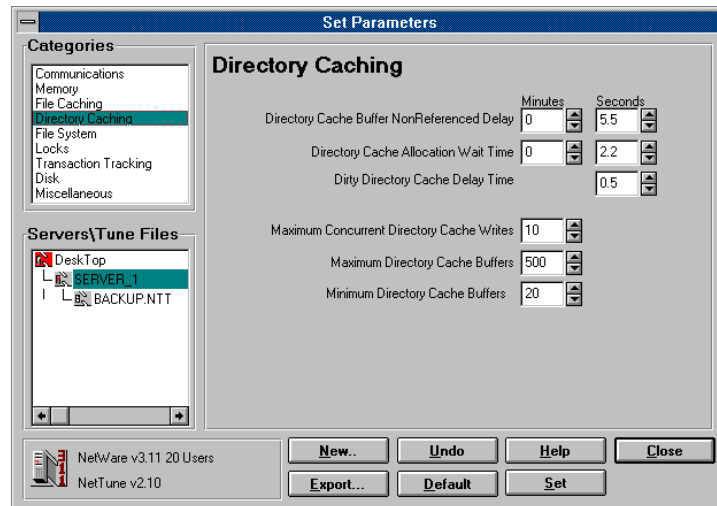 Set Parameters
Categories
Communications
Memory
File Caching
Directory Caching
File System
Locks
Transaction Tracking
Disk
Miscellaneous
Servers\Tune Files
DeskTop
SERVER_1
BACKUP.NTT
Directory Caching
Minutes Seconds
Directory Cache Buffer NonReferenced Delay 0 5.5
Directory Cache Allocation Wait Time 0 2.2
Dirty Directory Cache Delay Time 0.5
Maximum Concurrent Directory Cache Writes 10
Maximum Directory Cache Buffers 500
Minimum Directory Cache Buffers 20
NetWare v3.11 20 Users
NetTune v2.10
New.. Undo Help Close
Export... Default Set